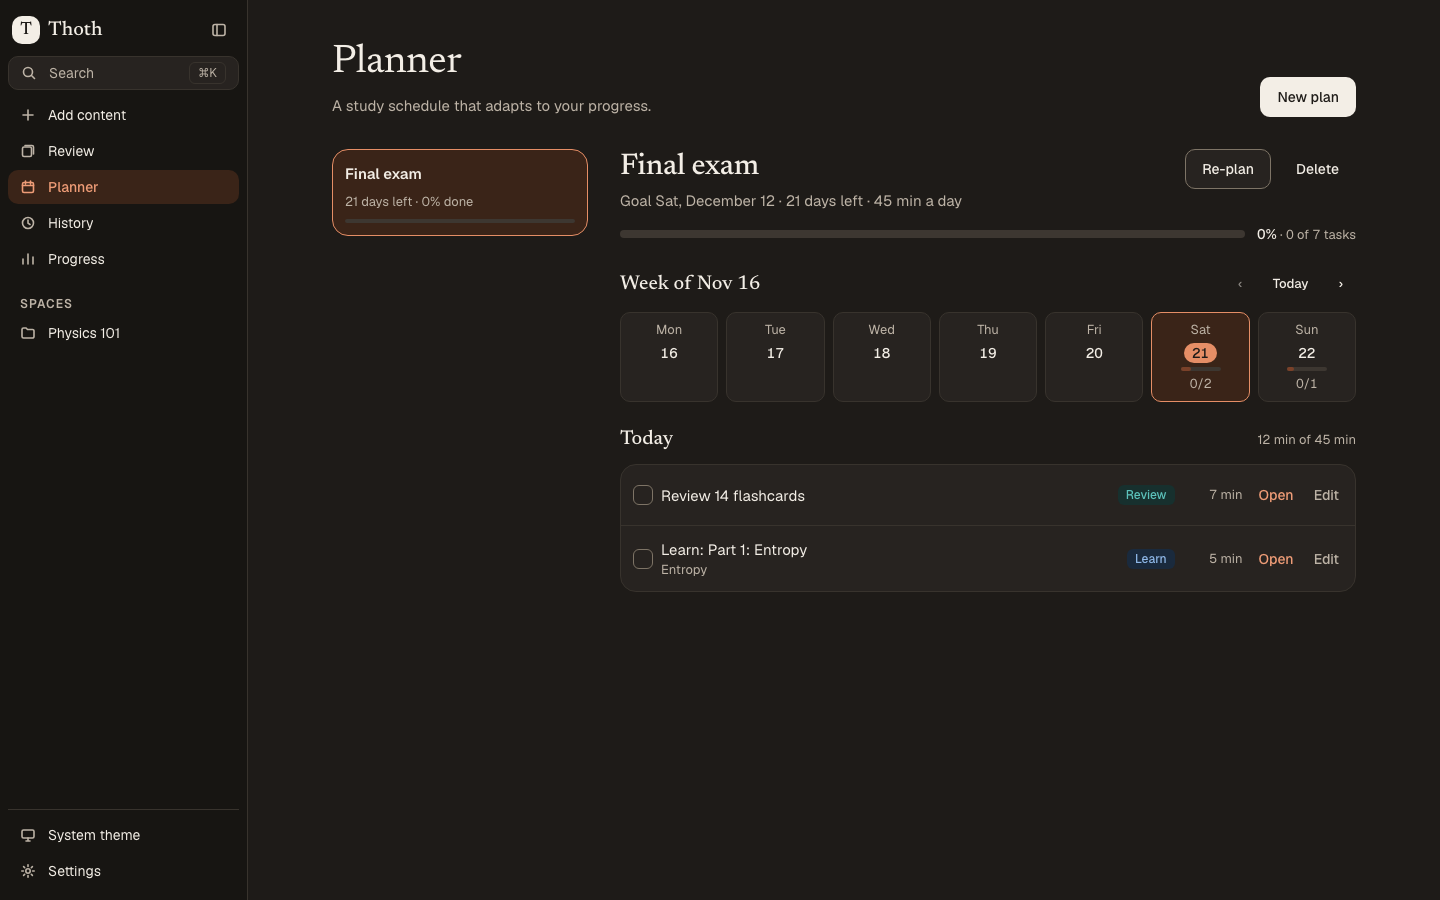 T Thoth
Search ⌘K
Add content
Review
Planner
History
Progress
SPACES
Physics 101
System theme
Settings
Planner
A study schedule that adapts to your progress.
New plan
Final exam
21 days left · 0% done
Final exam
Re-plan Delete
Goal Sat, December 12 · 21 days left · 45 min a day
0% · 0 of 7 tasks
Week of Nov 16
‹ Today ›
Mon Tue Wed Thu Fri Sat Sun
16 17 18 19 20 21 22
0/2 0/1
Today
12 min of 45 min
Review 14 flashcards Review 7 min Open Edit
Learn: Part 1: Entropy Learn 5 min Open Edit
Entropy